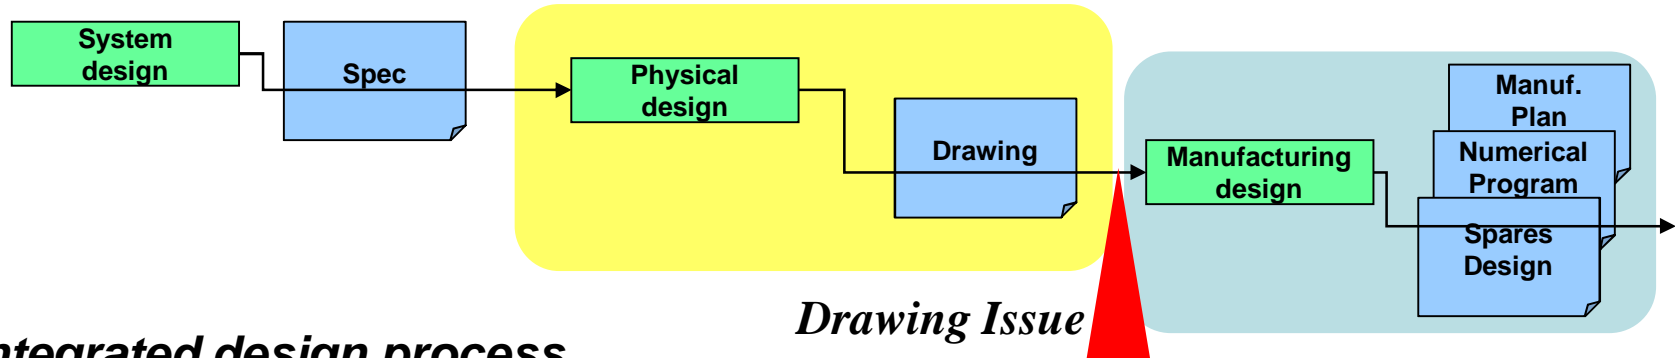 System
design
Spec
Physical
design
Drawing
Manufacturing
design
Manuf.
Plan
Numerical
Program
Spares
Design
Drawing Issue
ntegrated design process